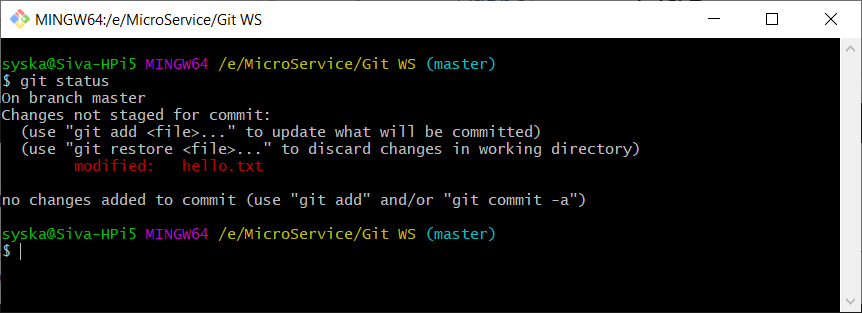 MINGW64:/e/MicroService/Git WS
syska@Siva-HPi5 MINGW64 /e/MicroService/Git WS (master)
$ git status
On branch master
Changes not staged for commit:
  (use "git add <file>..." to update what will be committed)
  (use "git restore <file>..." to discard changes in working directory)
        modified:   hello.txt
no changes added to commit (use "git add" and/or "git commit -a")
syska@Siva-HPi5 MINGW64 /e/MicroService/Git WS (master)
$